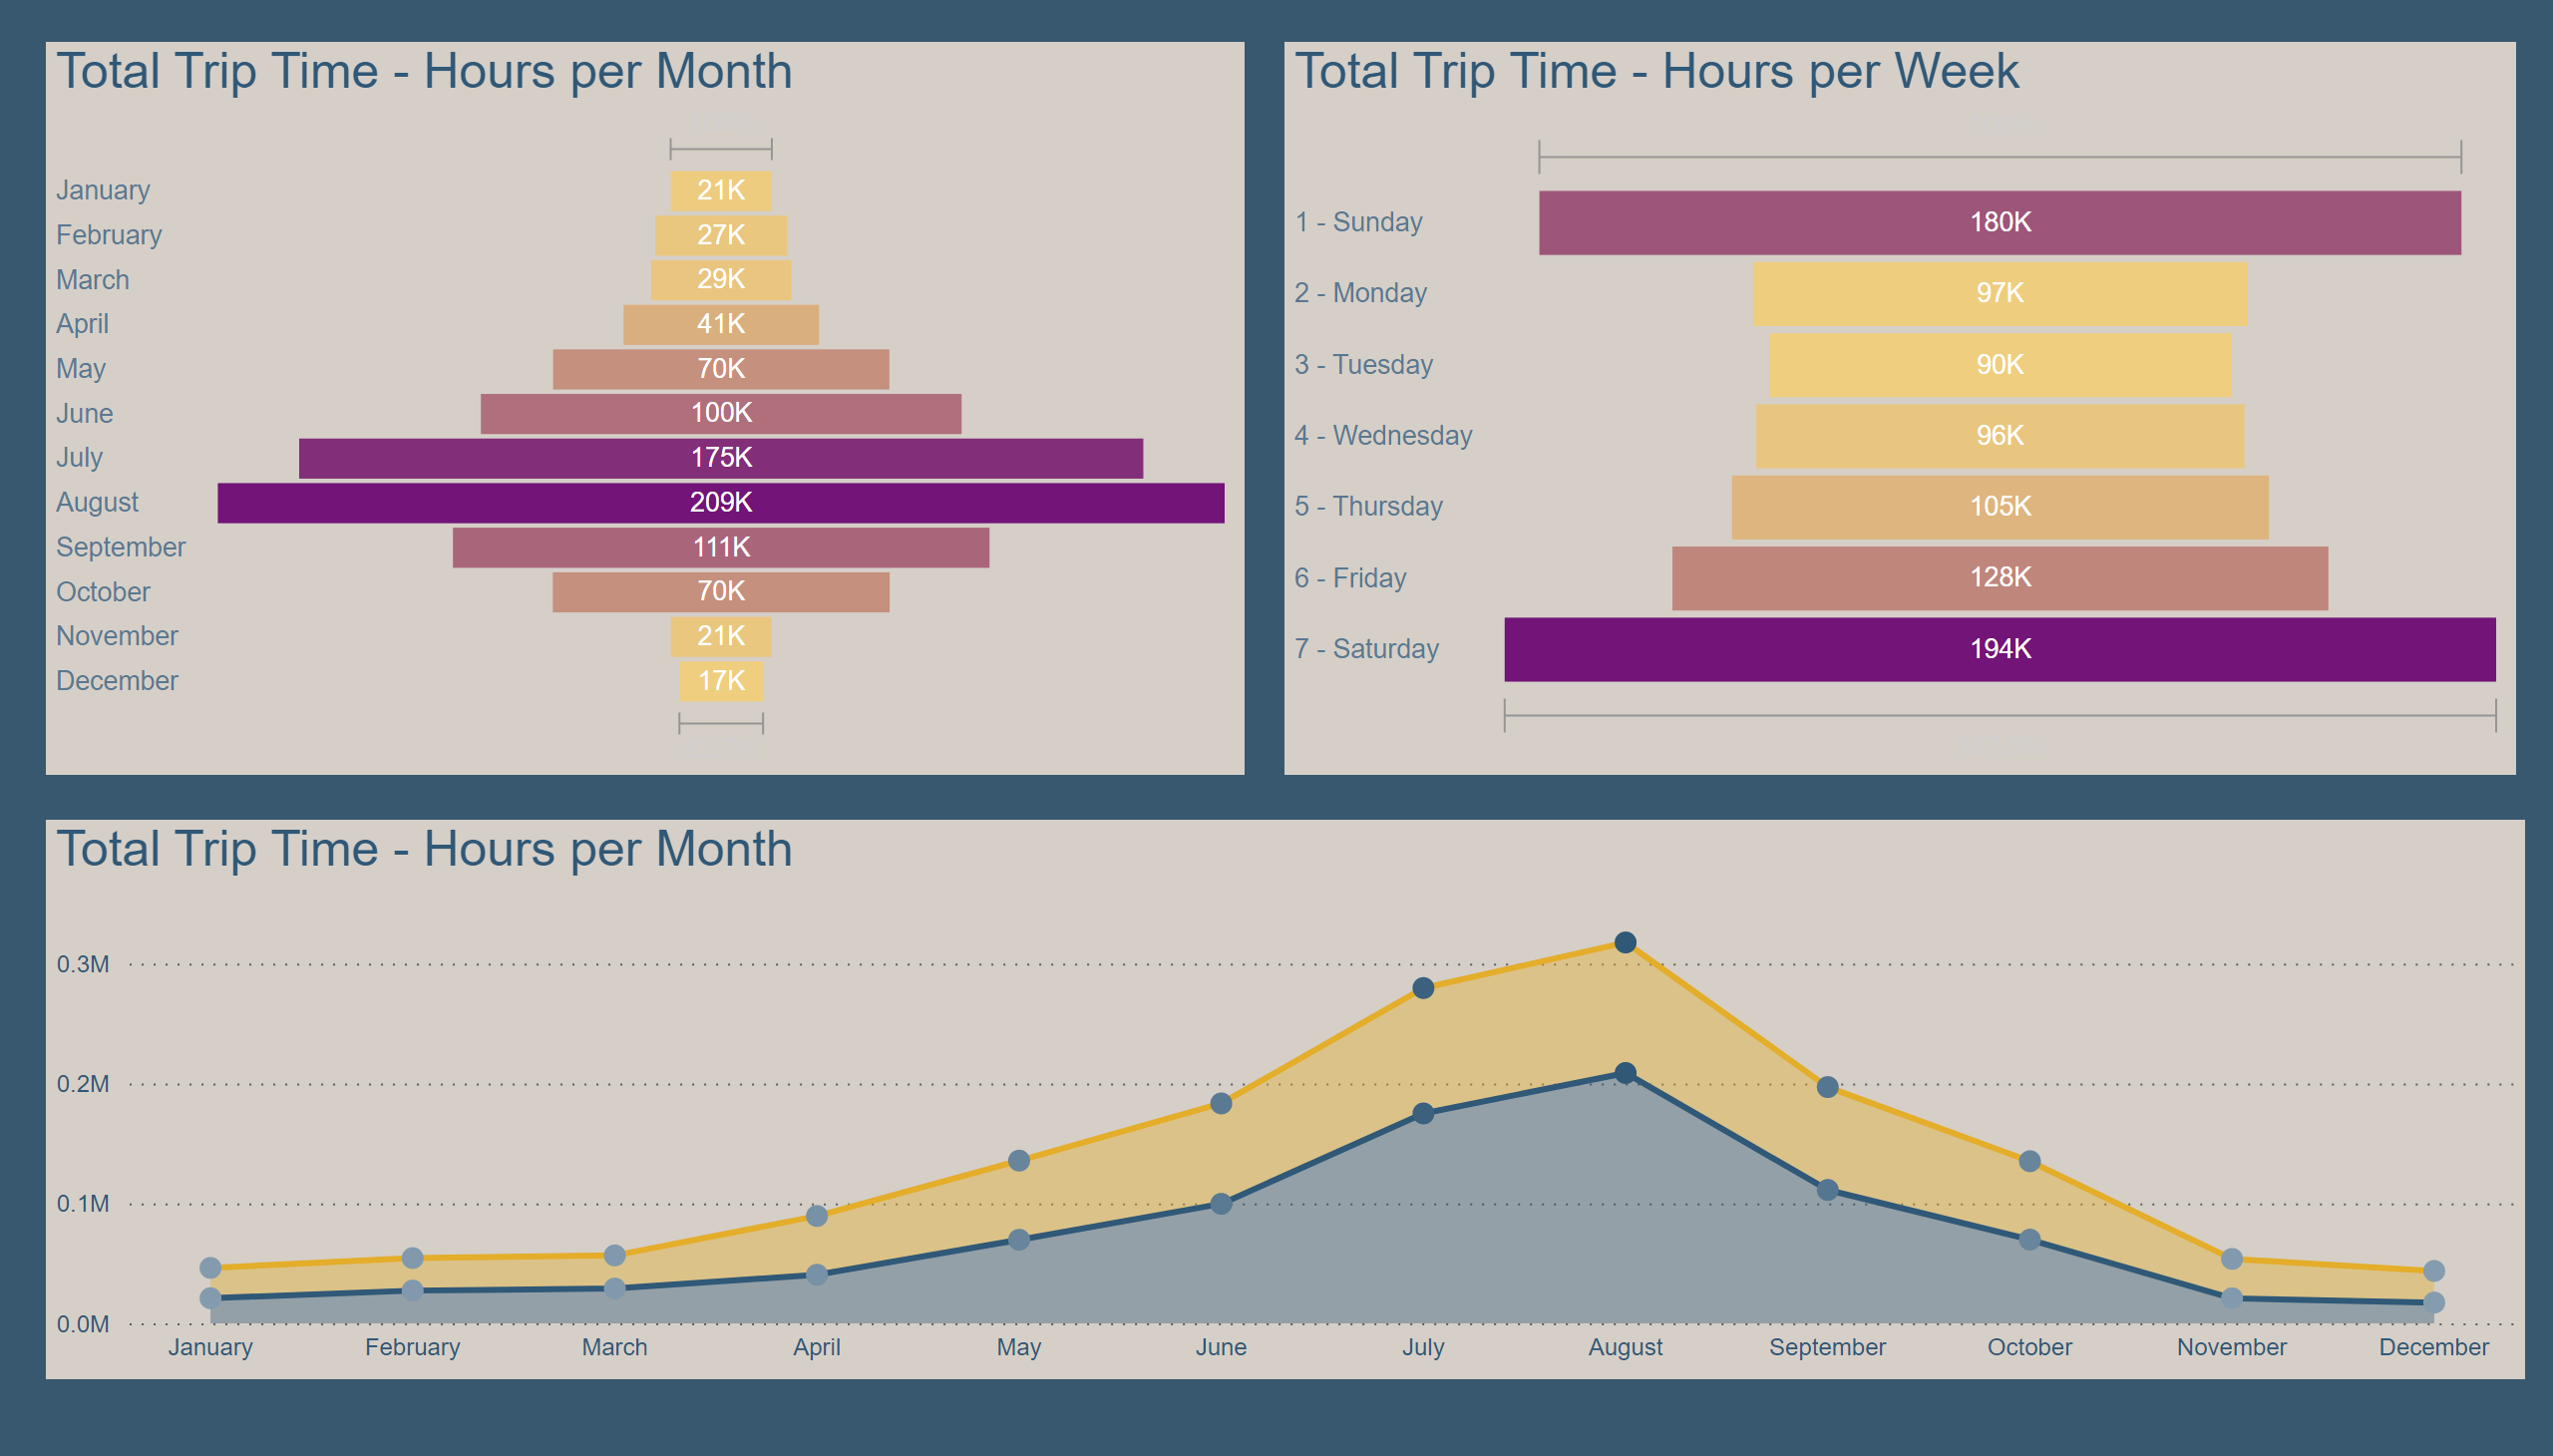 Total Trip Time - Hours per Month
January 21K
February 27K
March 29K
April 41K
May 70K
June 100K
July 175K
August 209K
September 111K
October 70K
November 21K
December 17K
Total Trip Time - Hours per Week
1 - Sunday 180K
2 - Monday 97K
3 - Tuesday 90K
4 - Wednesday 96K
5 - Thursday 105K
6 - Friday 128K
7 - Saturday 194K
Total Trip Time - Hours per Month
0.3M
0.2M
0.1M
0.0M
January February March April May June July August September October November December